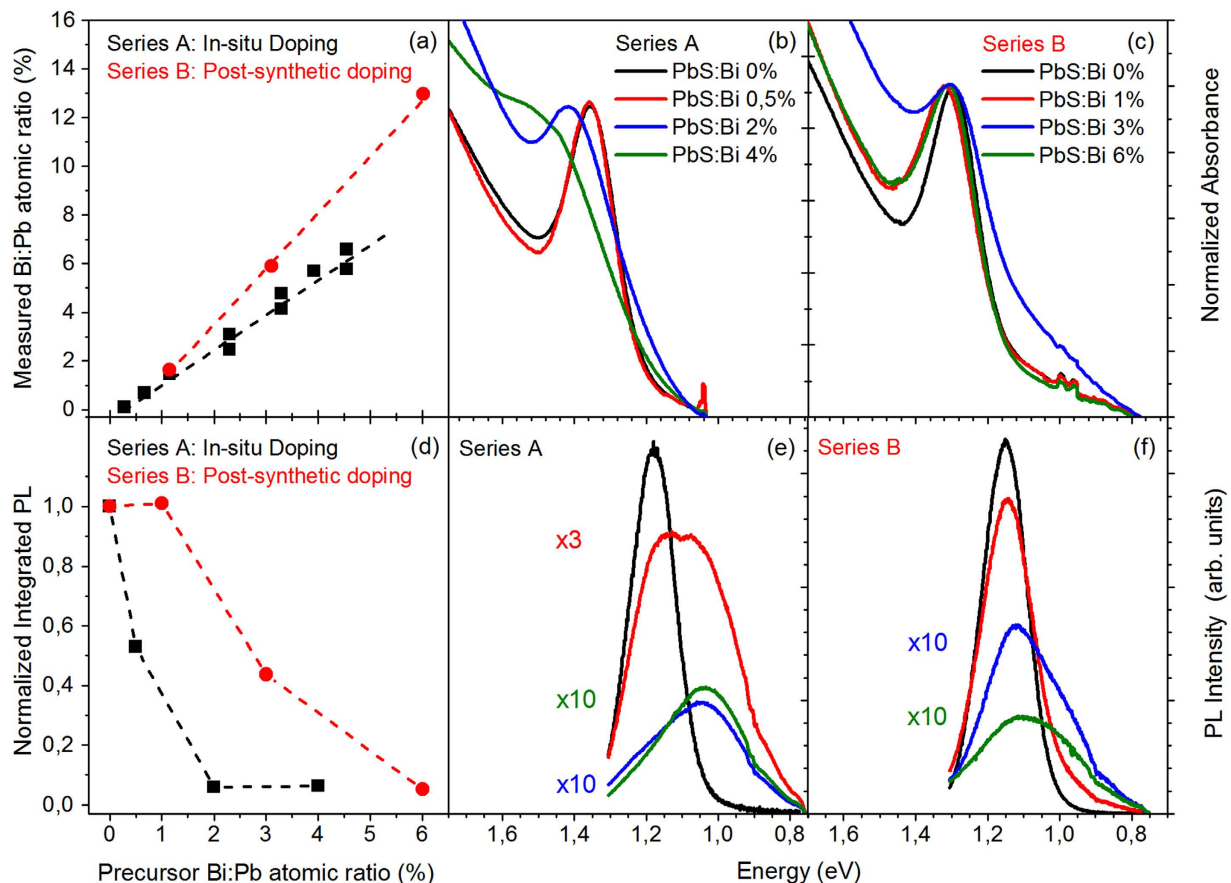 Series A: In-situ Doping (a)
Series B: Post-synthetic doping
16
14
12
10
8
6
4
2
0
Measured Bi:Pb atomic ratio (%)
Series A (b)
PbS:Bi 0%
PbS:Bi 0,5%
PbS:Bi 2%
PbS:Bi 4%
Series B (c)
PbS:Bi 0%
PbS:Bi 1%
PbS:Bi 3%
PbS:Bi 6%
Normalized Absorbance
Series A: In-situ Doping (d)
Series B: Post-synthetic doping
1,0
0,8
0,6
0,4
0,2
0,0
Normalized Integrated PL
0 1 2 3 4 5 6
Precursor Bi:Pb atomic ratio (%)
Series A (e)
x3
x10
x10
1,6 1,4 1,2 1,0 0,8
Series B (f)
x10
x10
1,6 1,4 1,2 1,0 0,8
Energy (eV)
PL Intensity (arb. units)